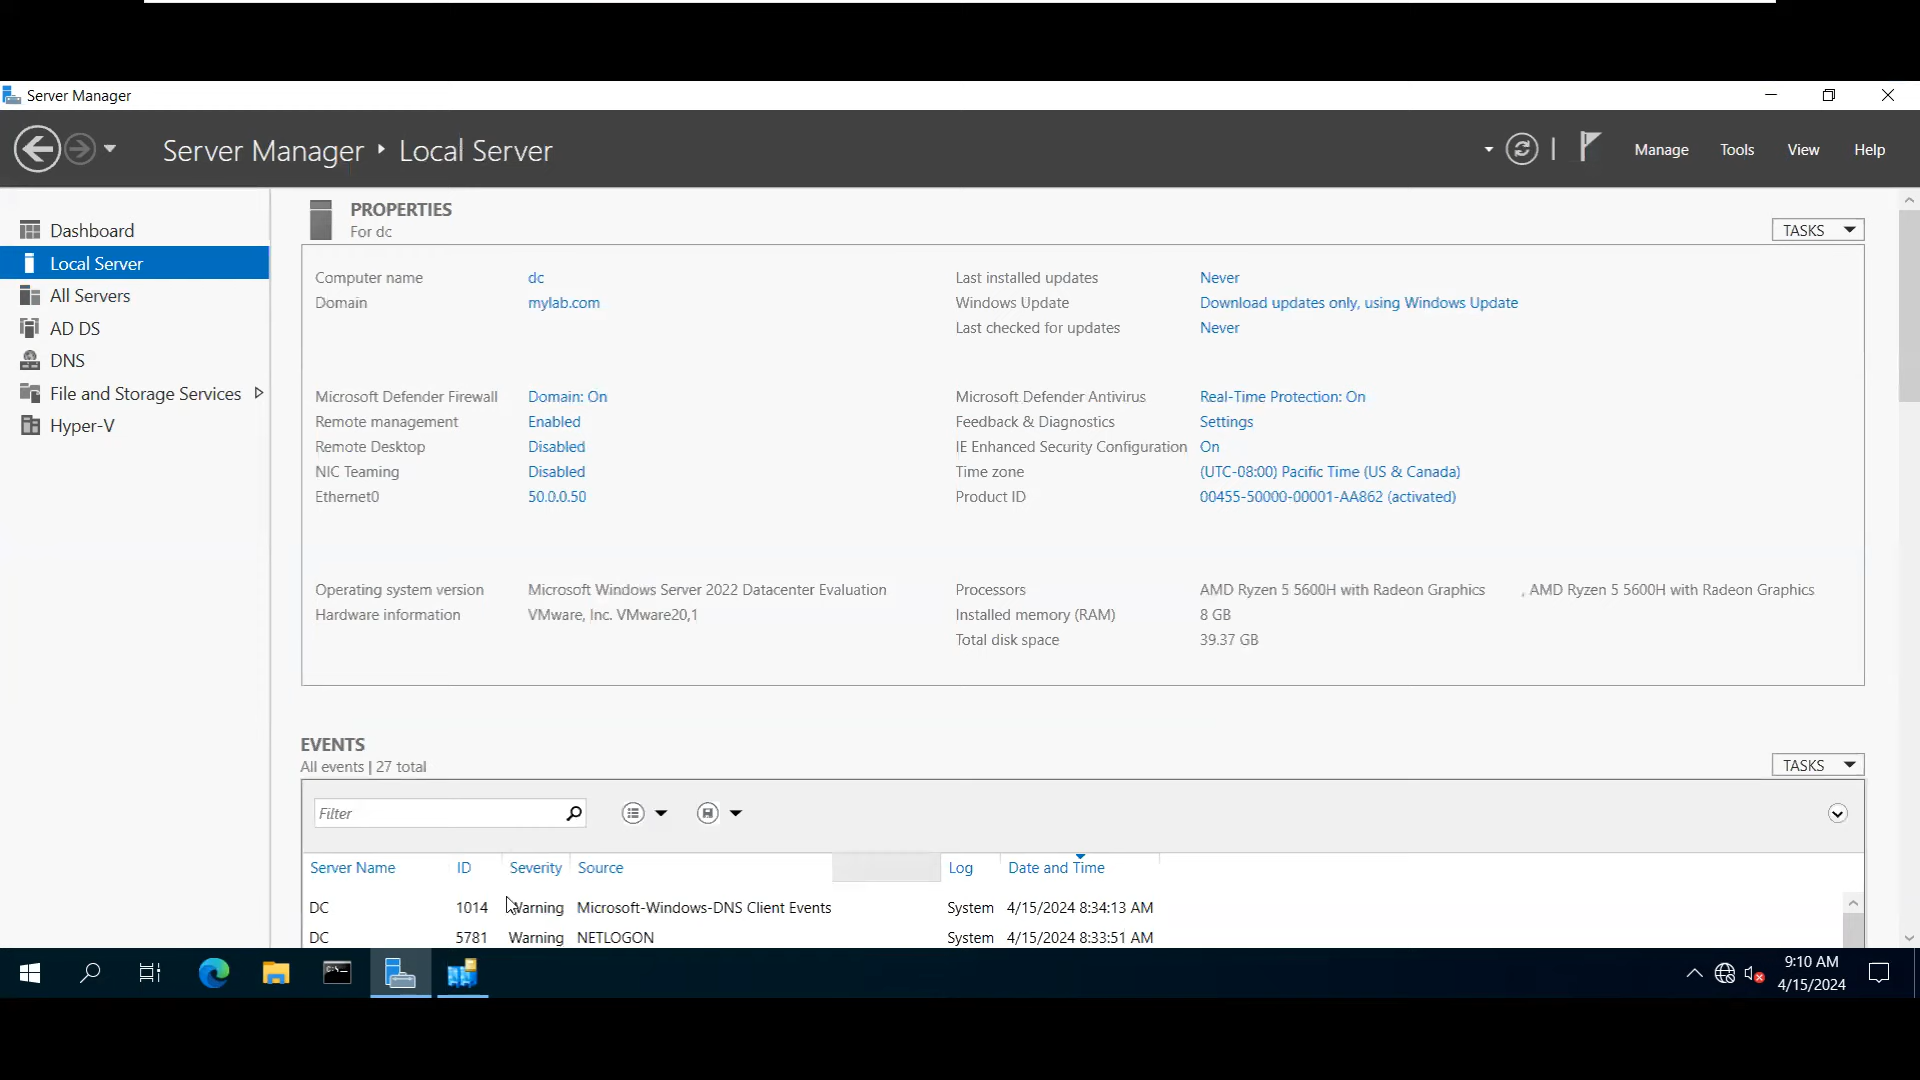 Server Manager
Server Manager ‣ Local Server
Manage Tools View Help
Dashboard
Local Server
All Servers
AD DS
DNS
File and Storage Services
Hyper-V
PROPERTIES
For dc
TASKS
Computer name dc
Domain mylab.com
Last installed updates Never
Windows Update Download updates only, using Windows Update
Last checked for updates Never
Microsoft Defender Firewall Domain: On
Remote management Enabled
Remote Desktop Disabled
NIC Teaming Disabled
Ethernet0 50.0.0.50
Microsoft Defender Antivirus Real-Time Protection: On
Feedback & Diagnostics Settings
IE Enhanced Security Configuration On
Time zone (UTC-08:00) Pacific Time (US & Canada)
Product ID 00455-50000-00001-AA862 (activated)
Operating system version Microsoft Windows Server 2022 Datacenter Evaluation
Hardware information VMware, Inc. VMware20,1
Processors AMD Ryzen 5 5600H with Radeon Graphics , AMD Ryzen 5 5600H with Radeon Graphics
Installed memory (RAM) 8 GB
Total disk space 39.37 GB
EVENTS
All events | 27 total
TASKS
Filter
Server Name ID Severity Source Log Date and Time
DC 1014 Warning Microsoft-Windows-DNS Client Events System 4/15/2024 8:34:13 AM
DC 5781 Warning NETLOGON System 4/15/2024 8:33:51 AM
9:10 AM
4/15/2024